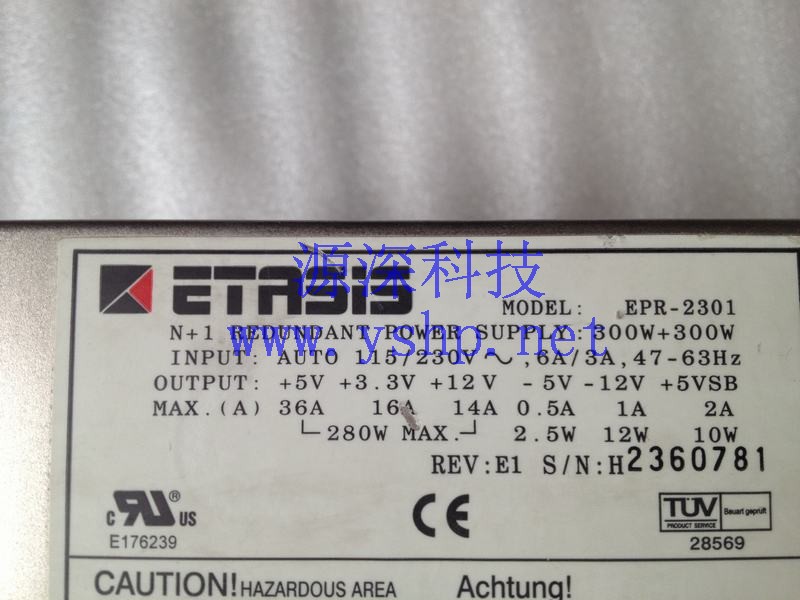 源深科技
ETASIS
MODEL: EPR-2301
N+1 REDUNDANT POWER SUPPLY: 300W+300W
www.yshp.net
INPUT: AUTO 115/230V ~ , 6A/3A, 47-63Hz
OUTPUT: +5V +3.3V +12V -5V -12V +5VSB
MAX.(A) 36A 16A 14A 0.5A 1A 2A
280W MAX. 2.5W 12W 10W
REV:E1 S/N:H2360781
c RU ® US
E176239
CE
TÜV
PRODUCT SERVICE
Bauart geprüft
28569
CAUTION! HAZARDOUS AREA Achtung!